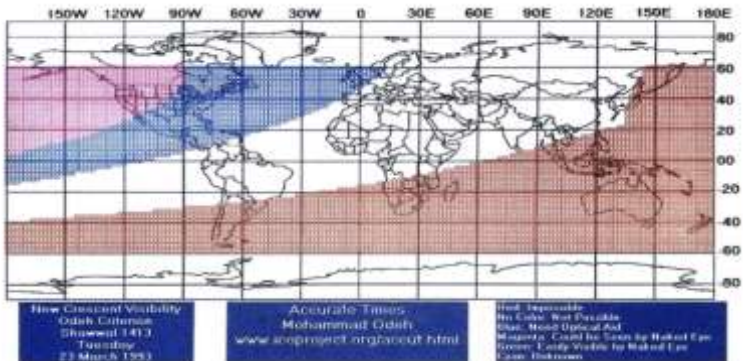 150W 120W 90W 60W 30W 0 30E 60E 90E 120E 150E 180E
80
60
40
20
00
20
40
60
80
New Crescent Visibility
Odeh Criterion
Shawwal 1413
Tuesday
23 March 1993
Accurate Times
Mohammad Odeh
www.icoproject.org/accut.html
Red: Impossible
No Color: Not Possible
Blue: Need Optical Aid
Magenta: Could be Seen by Naked Eye
Green: Easily Visible by Naked Eye
Cyan: Unknown